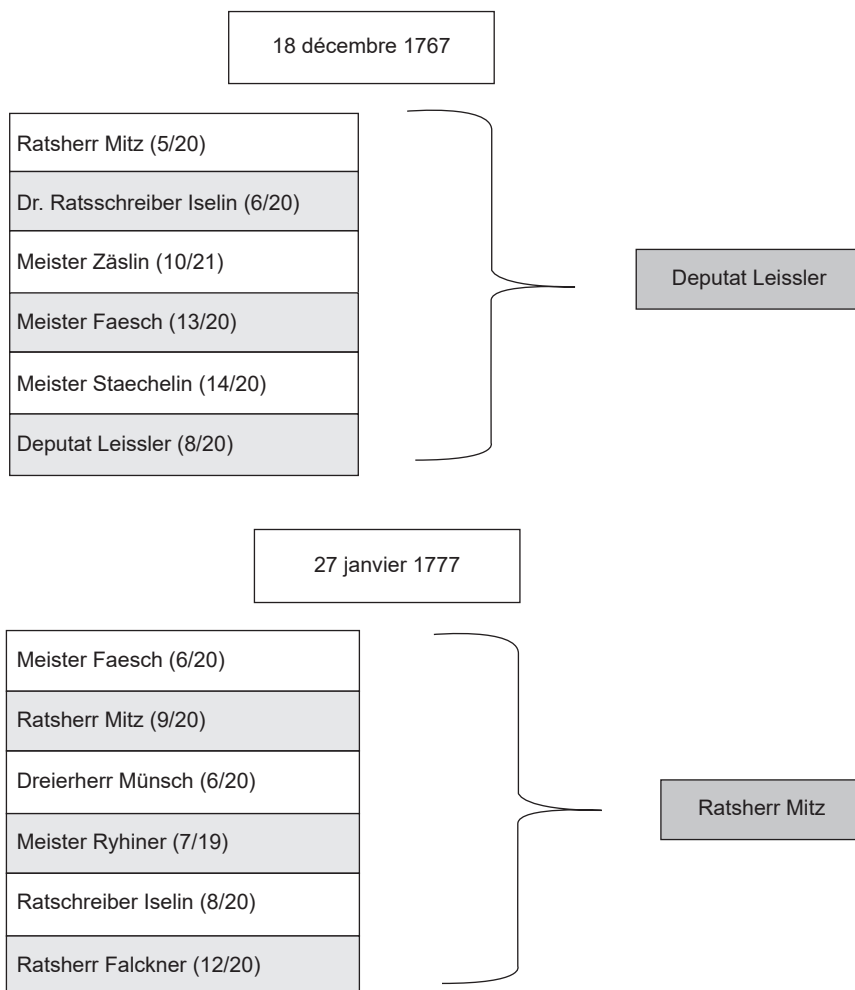 18 décembre 1767
Ratsherr Mitz (5/20)
Dr. Ratsschreiber Iselin (6/20)
Meister Zäslin (10/21)
Meister Faesch (13/20)
Meister Staechelin (14/20)
Deputat Leissler (8/20)
Deputat Leissler
27 janvier 1777
Meister Faesch (6/20)
Ratsherr Mitz (9/20)
Dreierherr Münsch (6/20)
Meister Ryhiner (7/19)
Ratschreiber Iselin (8/20)
Ratsherr Falckner (12/20)
Ratsherr Mitz